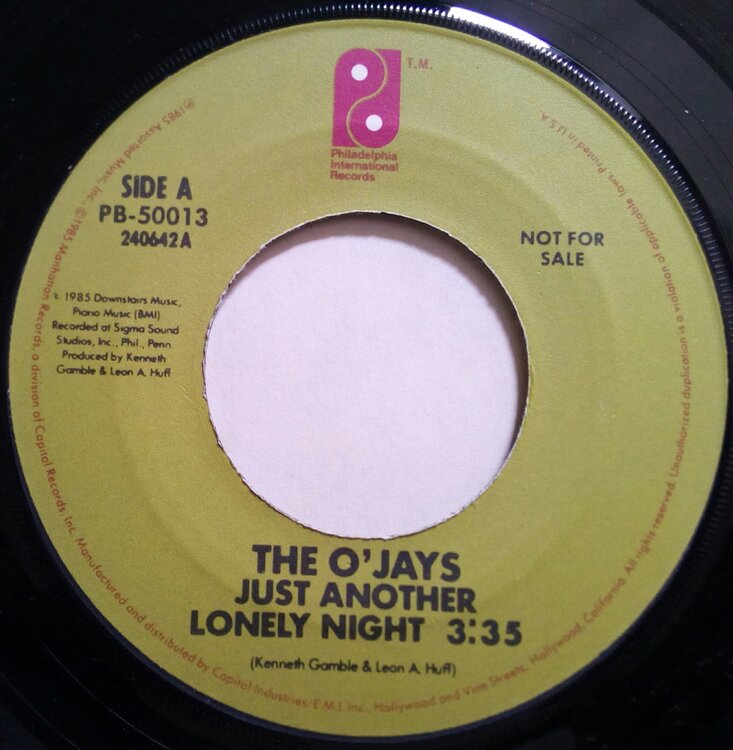 T.M.
Philadelphia
International
Records
SIDE A
PB-50013
240642A
NOT FOR
SALE
c 1985 Downstairs Music,
Piano Music (BMI)
Recorded at Sigma Sound
Studios, Inc., Phil., Penn.
Produced by Kenneth
Gamble & Leon A. Huff
THE O'JAYS
JUST ANOTHER
LONELY NIGHT 3:35
(Kenneth Gamble & Leon A. Huff)
℗1985 Assorted Music, Inc. ©1985 Manhattan Records, a division of Capitol Records, Inc. Manufactured and distributed by Capitol Industries/E.M.I. Inc., Hollywood and Vine Streets, Hollywood, California. All rights reserved. Unauthorized duplication is a violation of applicable laws. Printed in U.S.A